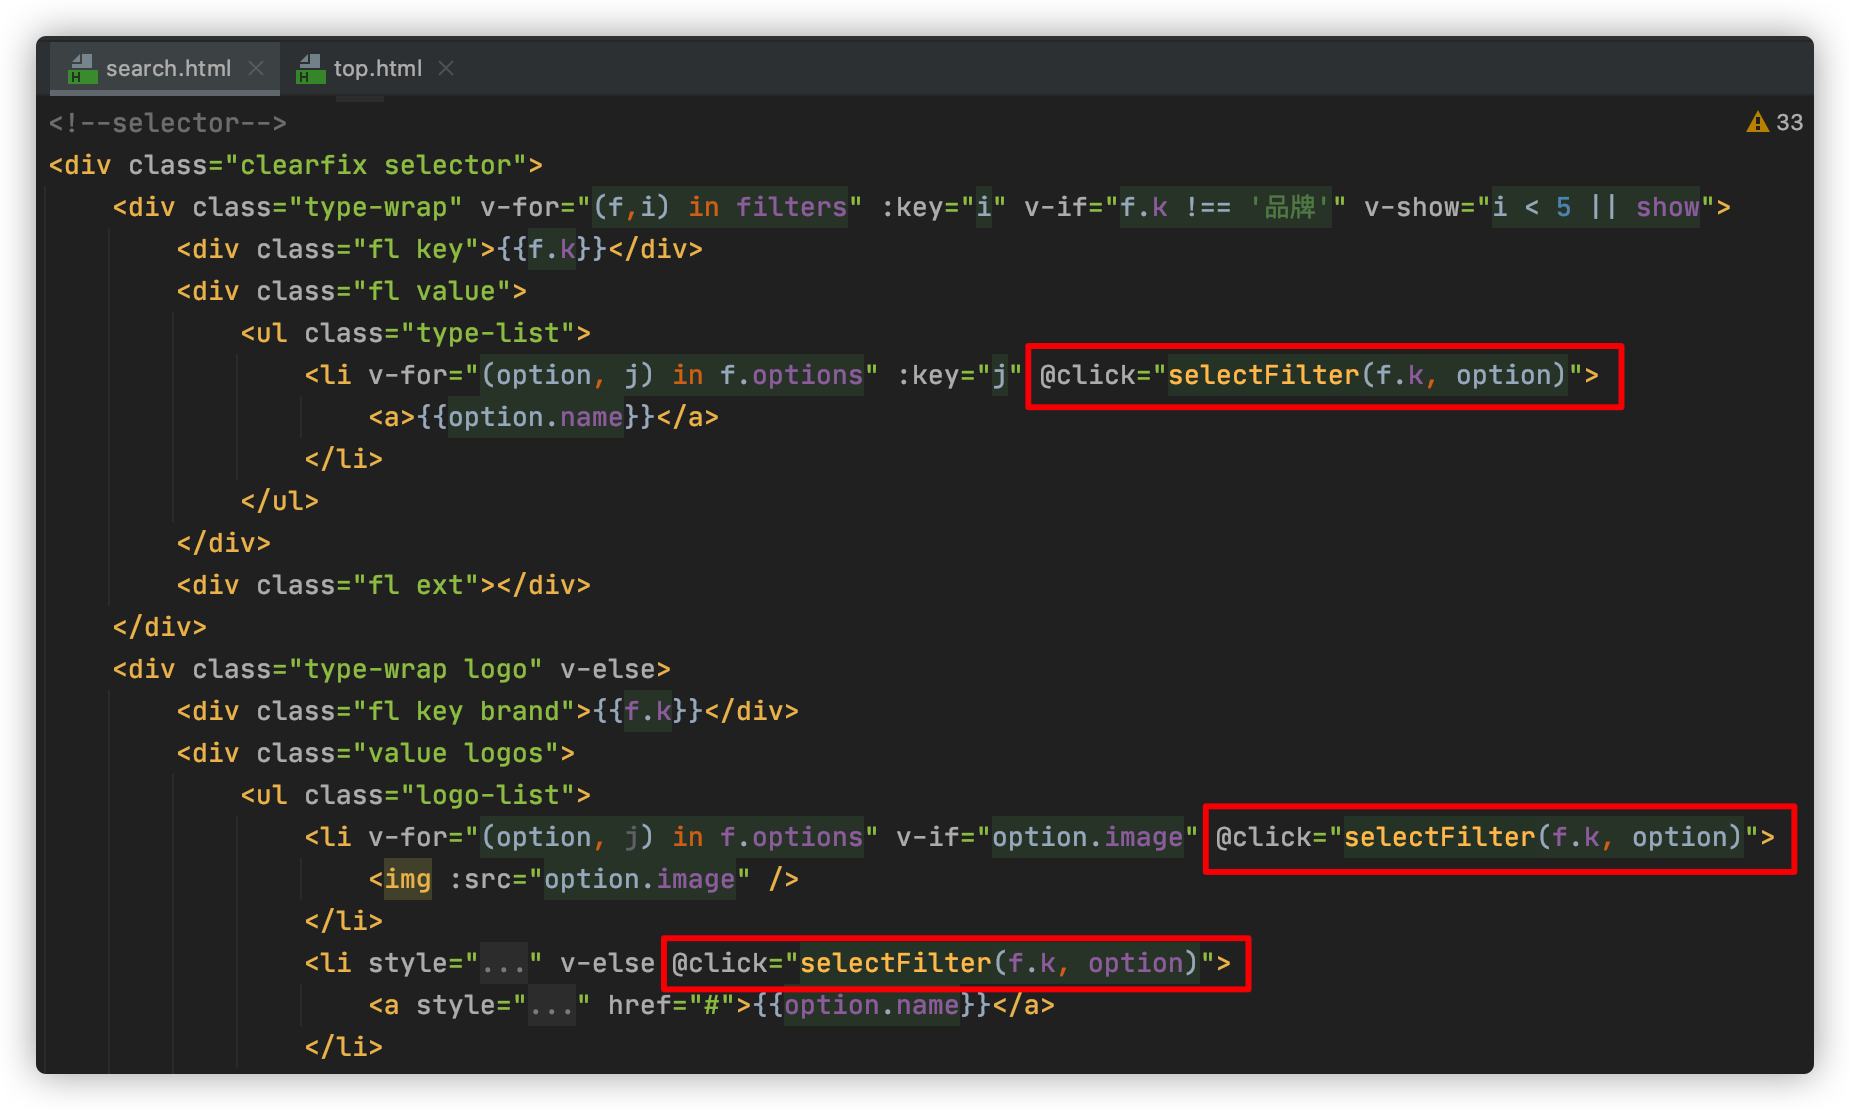 search.html top.html
<!--selector--> 33
<div class="clearfix selector">
<div class="type-wrap" v-for="(f,i) in filters" :key="i" v-if="f.k !== '品牌'" v-show="i < 5 || show">
<div class="fl key">{{f.k}}</div>
<div class="fl value">
<ul class="type-list">
<li v-for="(option, j) in f.options" :key="j" @click="selectFilter(f.k, option)">
<a>{{option.name}}</a>
</li>
</ul>
</div>
<div class="fl ext"></div>
</div>
<div class="type-wrap logo" v-else>
<div class="fl key brand">{{f.k}}</div>
<div class="value logos">
<ul class="logo-list">
<li v-for="(option, j) in f.options" v-if="option.image" @click="selectFilter(f.k, option)">
<img :src="option.image" />
</li>
<li style="..." v-else @click="selectFilter(f.k, option)">
<a style="..." href="#">{{option.name}}</a>
</li>